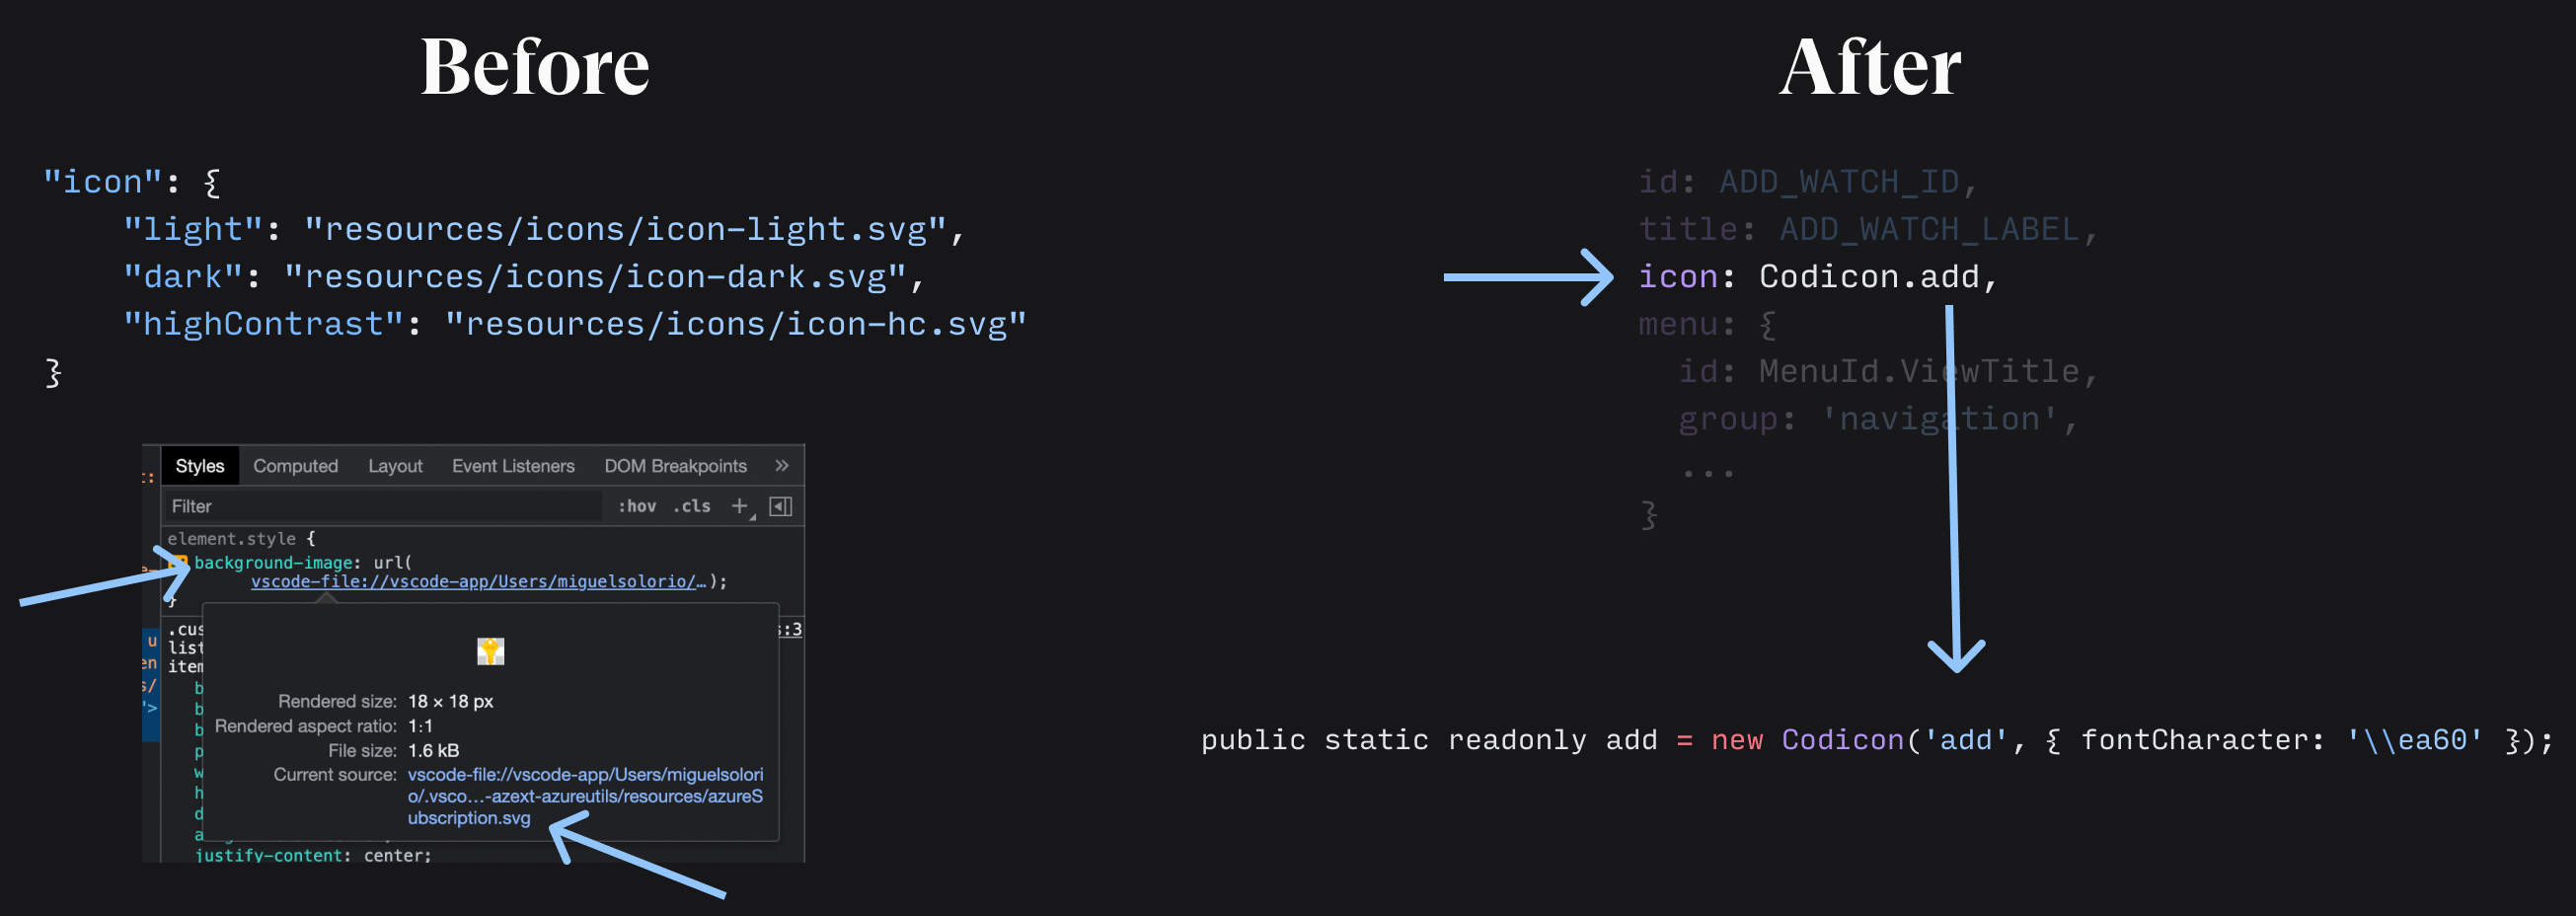 Before
"icon": {
"light": "resources/icons/icon-light.svg",
"dark": "resources/icons/icon-dark.svg",
"highContrast": "resources/icons/icon-hc.svg"
}
Styles Computed Layout Event Listeners DOM Breakpoints »
Filter :hov .cls +
element.style {
background-image: url(
vscode-file://vscode-app/Users/miguelsolorio/…);
}
.cus :3
list
item
Rendered size: 18 × 18 px
Rendered aspect ratio: 1:1
File size: 1.6 kB
Current source: vscode-file://vscode-app/Users/miguelsolori
o/.vsco…-azext-azureutils/resources/azureS
ubscription.svg
justify-content: center;
After
id: ADD_WATCH_ID,
title: ADD_WATCH_LABEL,
icon: Codicon.add,
menu: {
id: MenuId.ViewTitle,
group: 'navigation',
...
}
public static readonly add = new Codicon('add', { fontCharacter: '\\ea60' });